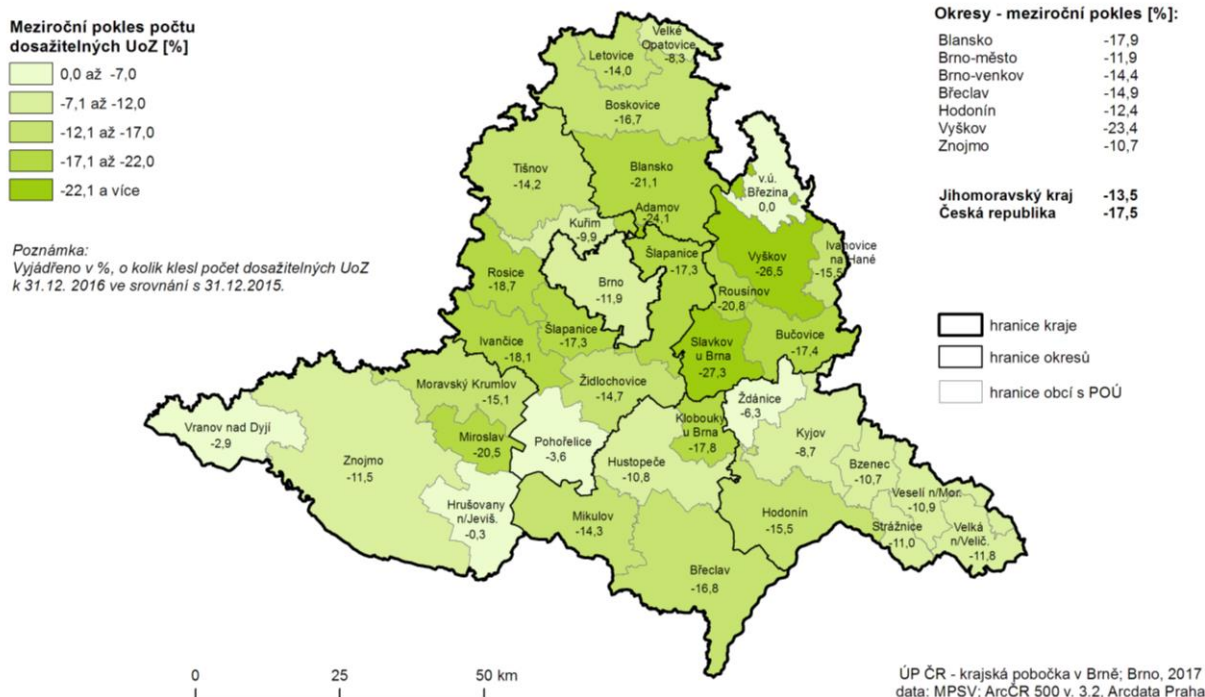 Meziroční pokles počtu
dosažitelných UoZ [%]
0,0 až -7,0
-7,1 až -12,0
-12,1 až -17,0
-17,1 až -22,0
-22,1 a více
Poznámka:
Vyjádřeno v %, o kolik klesl počet dosažitelných UoZ
k 31.12. 2016 ve srovnání s 31.12.2015.
Okresy - meziroční pokles [%]:
Blansko -17,9
Brno-město -11,9
Brno-venkov -14,4
Břeclav -14,9
Hodonín -12,4
Vyškov -23,4
Znojmo -10,7
Jihomoravský kraj -13,5
Česká republika -17,5
hranice kraje
hranice okresů
hranice obcí s POÚ
Velké
Opatovice
-8,3
Letovice
-14,0
Boskovice
-16,7
Tišnov
-14,2
Blansko
-21,1
v.ú.
Březina
0,0
Adamov
-24,1
Kuřim
-9,9
Šlapanice
-17,3
Vyškov
-26,5
Ivanovice
na Hané
-15,5
Rosice
-18,7
Brno
-11,9
Rousínov
-20,8
Ivančice
-18,1
Šlapanice
-17,3
Slavkov
u Brna
-27,3
Bučovice
-17,4
Moravský Krumlov
-15,1
Židlochovice
-14,7
Ždánice
-6,3
Vranov nad Dyjí
-2,9
Miroslav
-20,5
Pohořelice
-3,6
Klobouky
u Brna
-17,8
Kyjov
-8,7
Znojmo
-11,5
Hustopeče
-10,8
Bzenec
-10,7
Veselí n/Mor.
-10,9
Hrušovany
n/Jeviš.
-0,3
Mikulov
-14,3
Hodonín
-15,5
Strážnice
-11,0
Velká
n/Velič.
-11,8
Břeclav
-16,8
0 25 50 km
ÚP ČR - krajská pobočka v Brně; Brno, 2017
data: MPSV; ArcČR 500 v. 3.2, Arcdata Praha